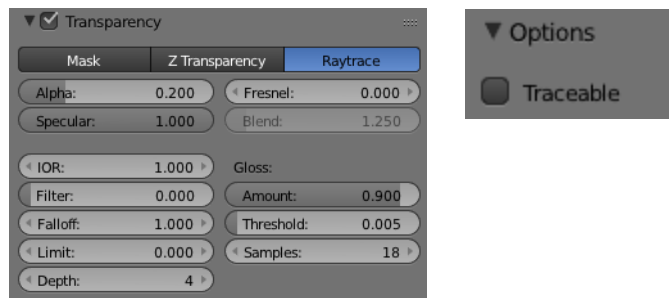 Transparency
Mask Z Transparency Raytrace
Alpha: 0.200 Fresnel: 0.000
Specular: 1.000 Blend: 1.250
IOR: 1.000 Gloss:
Filter: 0.000 Amount: 0.900
Falloff: 1.000 Threshold: 0.005
Limit: 0.000 Samples: 18
Depth: 4
Options
Traceable